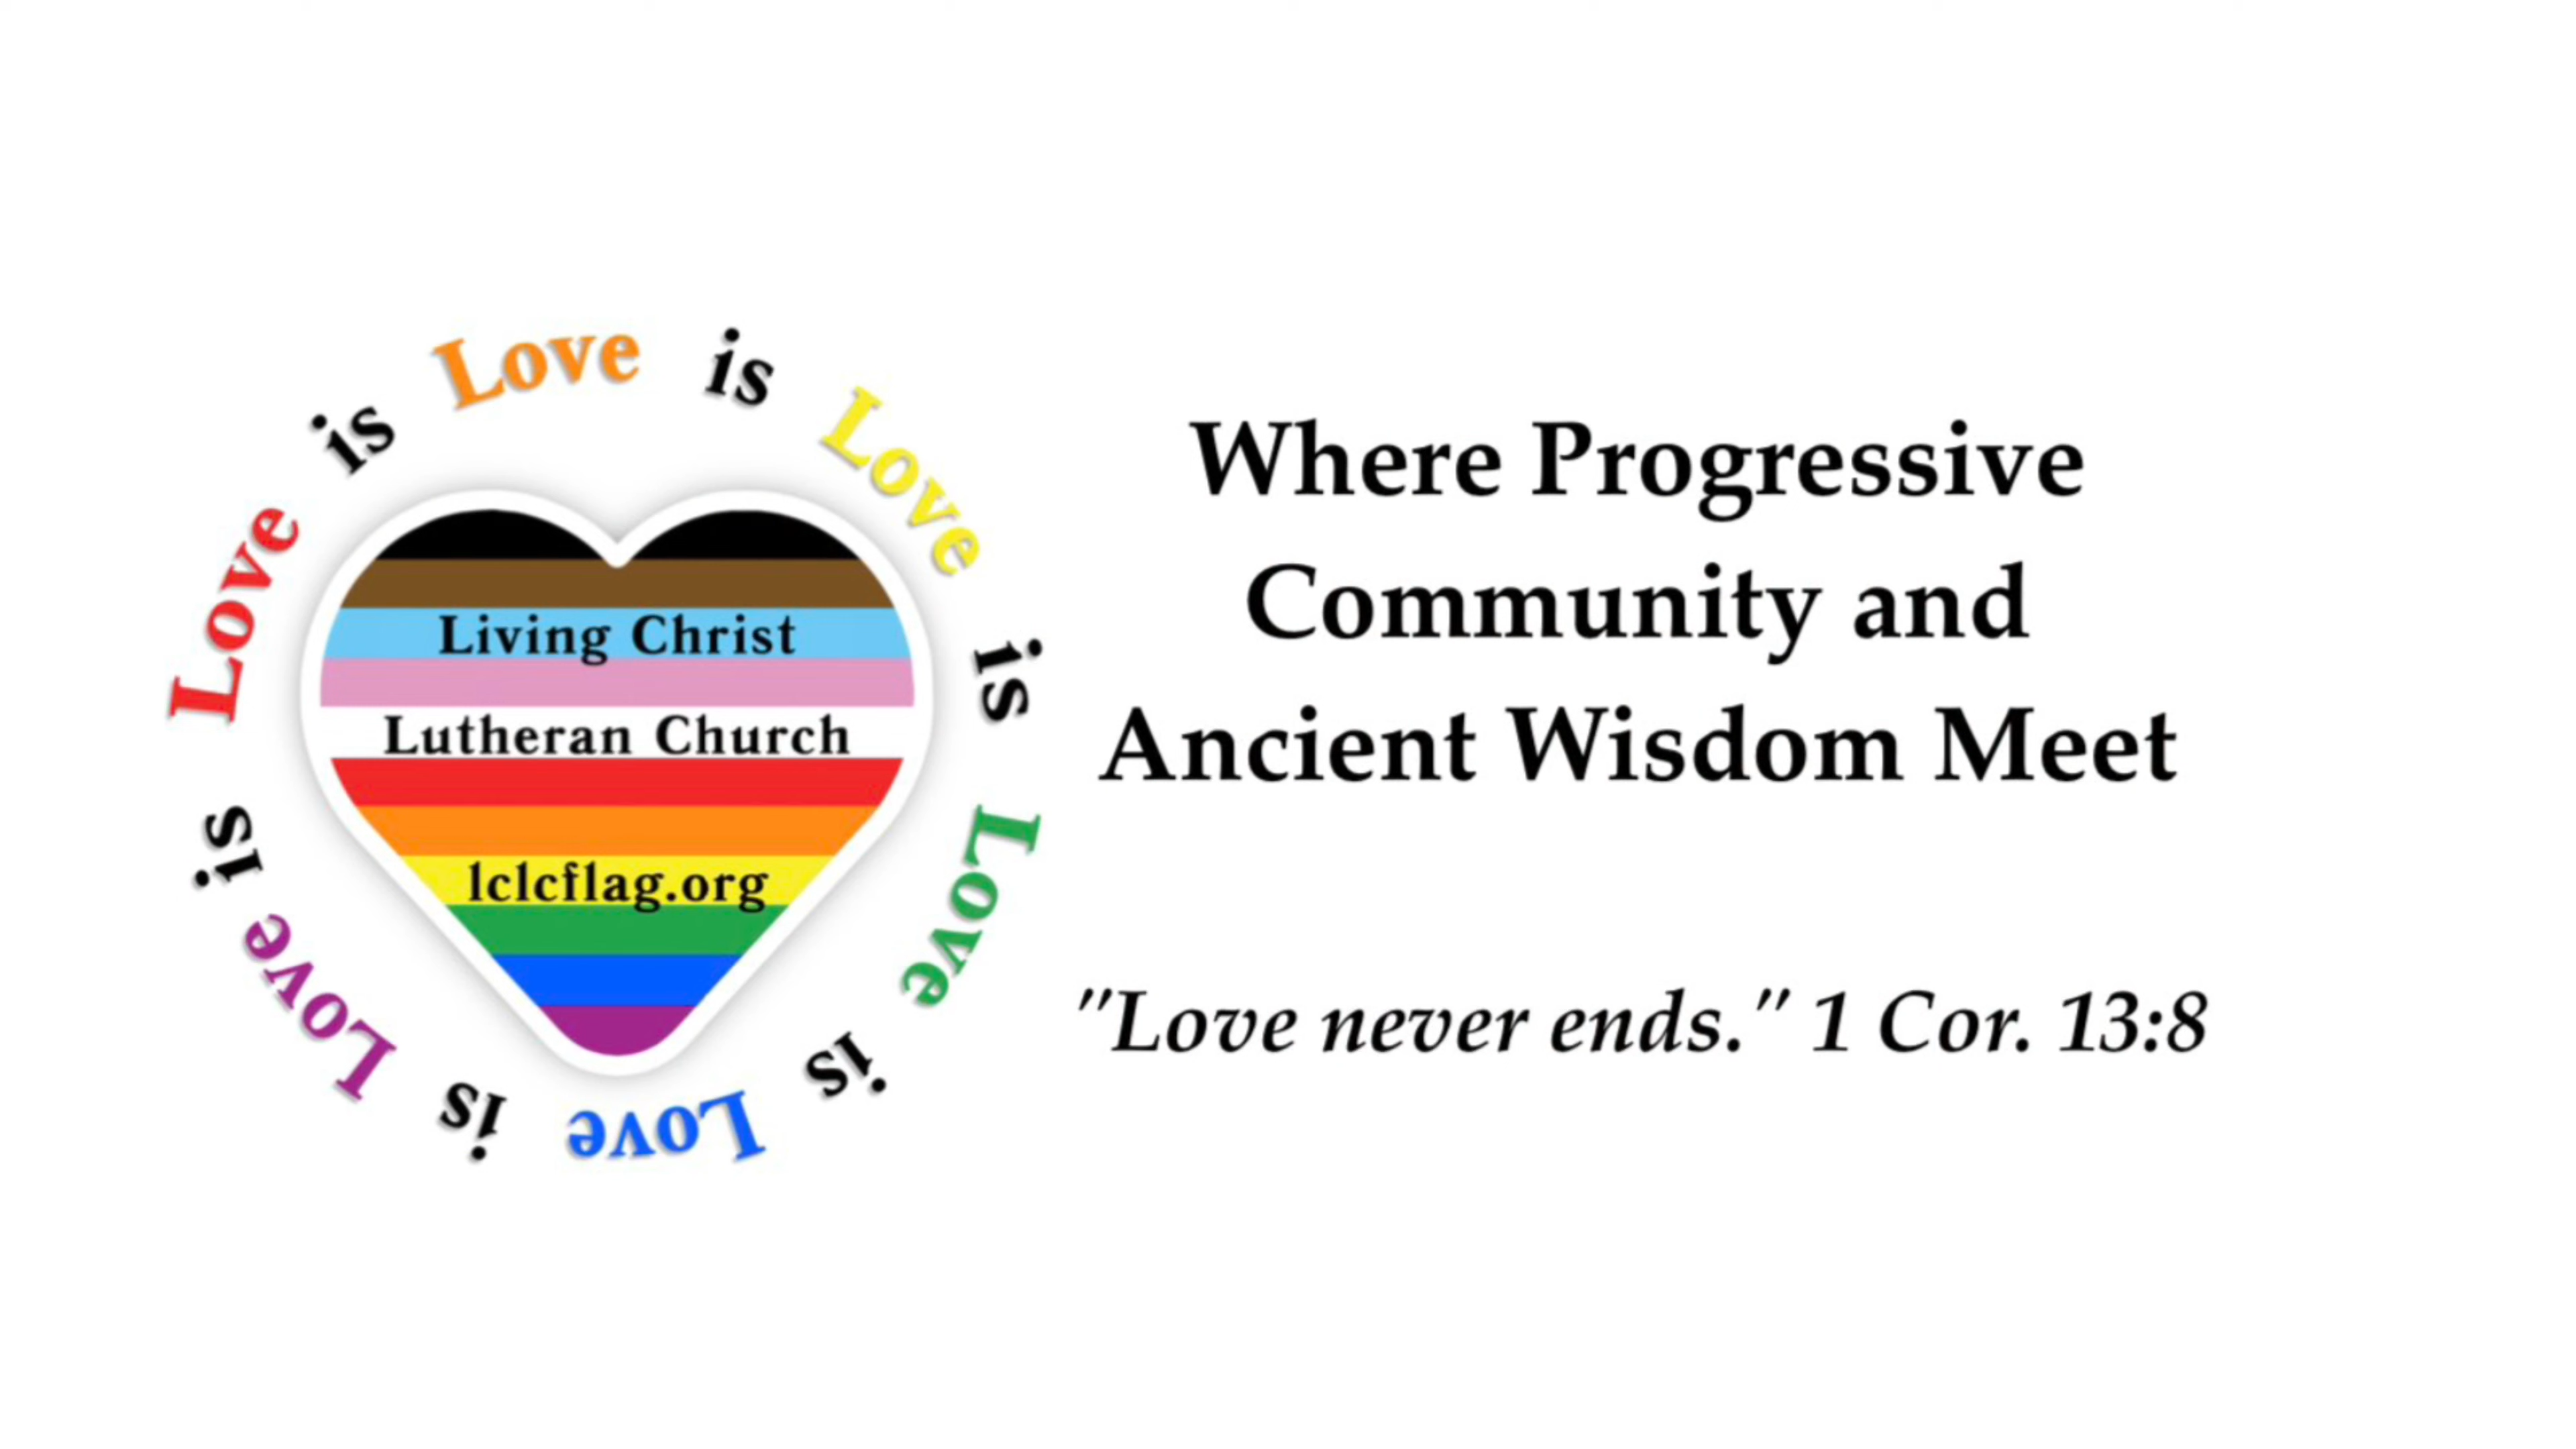 Love is Love is Love is Love is Love is Love is
Living Christ
Lutheran Church
lclcflag.org
Where Progressive
Community and
Ancient Wisdom Meet
"Love never ends." 1 Cor. 13:8